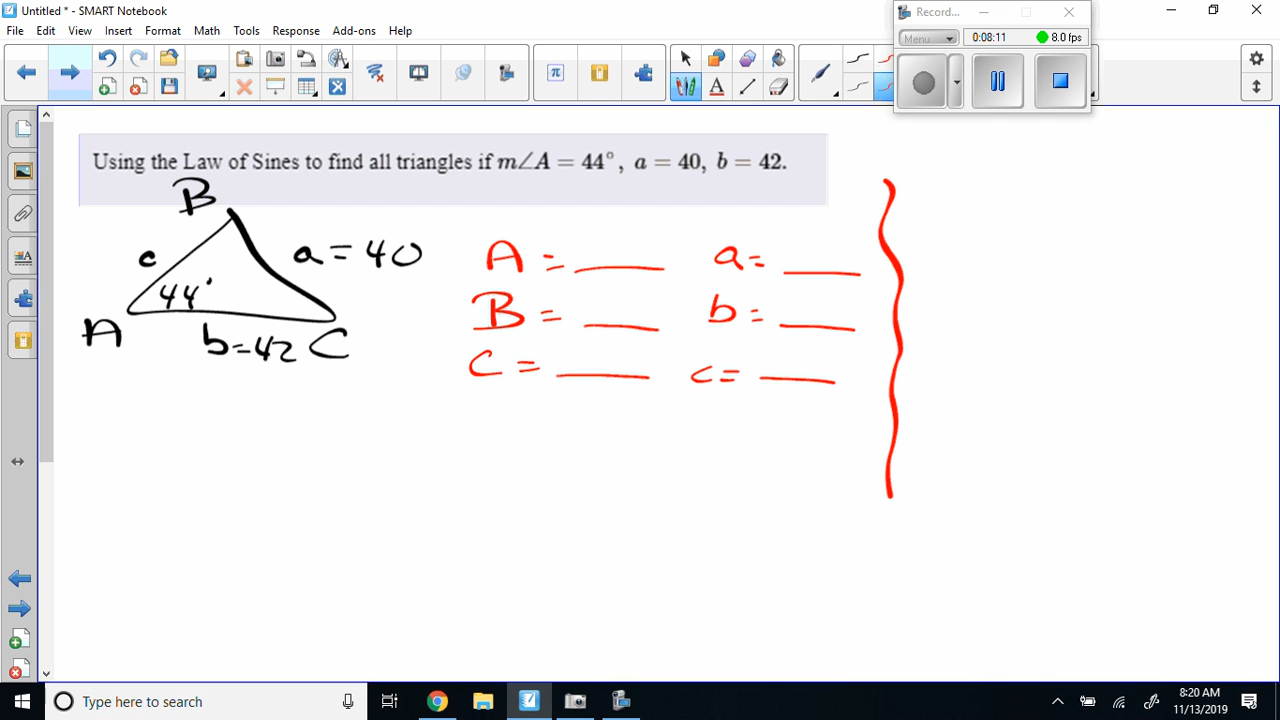 Untitled * - SMART Notebook
Record...
File Edit View Insert Format Math Tools Response Add-ons Help
Menu 0:08:11 8.0 fps
π
A
Using the Law of Sines to find all triangles if m∠A = 44°, a = 40, b = 42.
B
c
a = 40
44°
A
b=42 C
A = ____ a= ____
B = ____ b = ____
C = ____ c= ____
Type here to search
8:20 AM
11/13/2019